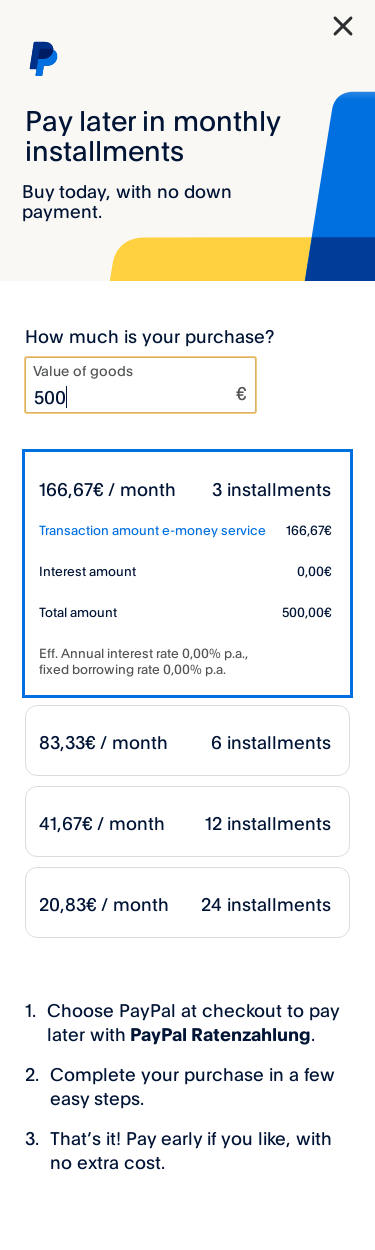 Pay later in monthly
installments
Buy today, with no down
payment.
How much is your purchase?
Value of goods
500
€
166,67€ / month 3 installments
Transaction amount e-money service 166,67€
Interest amount 0,00€
Total amount 500,00€
Eff. Annual interest rate 0,00% p.a.,
fixed borrowing rate 0,00% p.a.
83,33€ / month 6 installments
41,67€ / month 12 installments
20,83€ / month 24 installments
1. Choose PayPal at checkout to pay
later with PayPal Ratenzahlung.
2. Complete your purchase in a few
easy steps.
3. That's it! Pay early if you like, with
no extra cost.